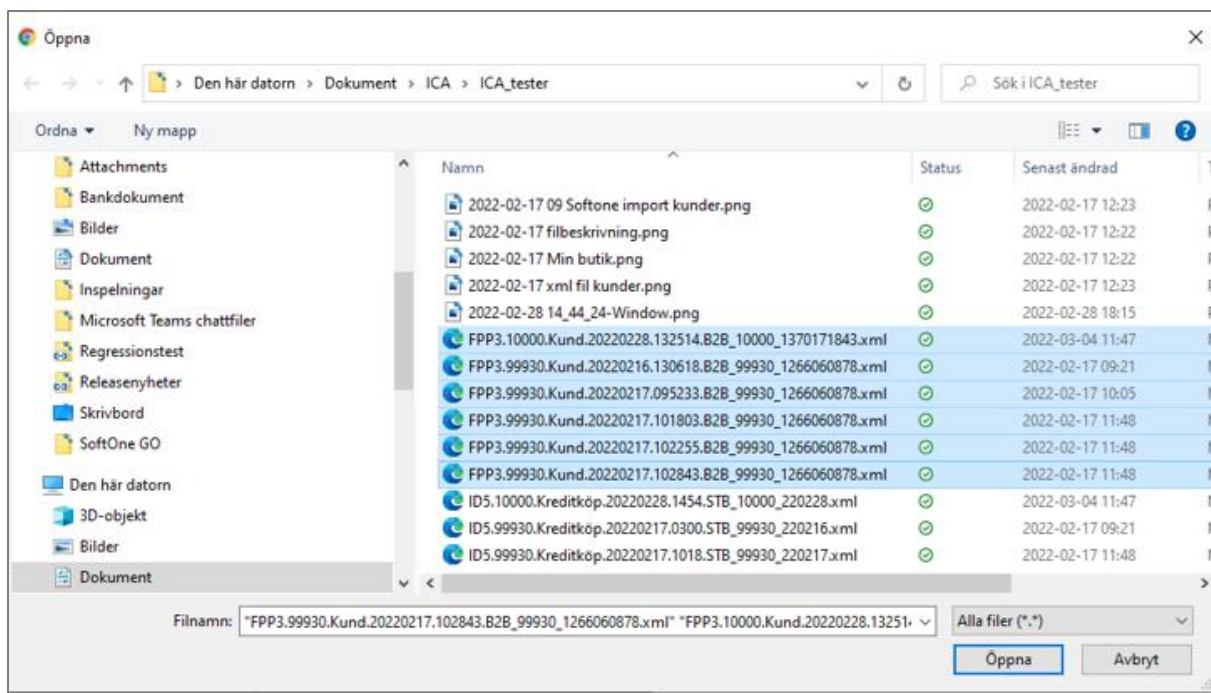 Öppna
Den här datorn > Dokument > ICA > ICA_tester
Sök i ICA_tester
Ordna
Ny mapp
Attachments
Bankdokument
Bilder
Dokument
Inspelningar
Microsoft Teams chattfiler
Regressionstest
Releasenyheter
Skrivbord
SoftOne GO
Den här datorn
3D-objekt
Bilder
Dokument
Namn Status Senast ändrad
2022-02-17 09 Softone import kunder.png 2022-02-17 12:23
2022-02-17 filbeskrivning.png 2022-02-17 12:22
2022-02-17 Min butik.png 2022-02-17 12:22
2022-02-17 xml fil kunder.png 2022-02-17 12:23
2022-02-28 14_44_24-Window.png 2022-02-28 18:15
FPP3.10000.Kund.20220228.132514.B2B_10000_1370171843.xml 2022-03-04 11:47
FPP3.99930.Kund.20220216.130618.B2B_99930_1266060878.xml 2022-02-17 09:21
FPP3.99930.Kund.20220217.095233.B2B_99930_1266060878.xml 2022-02-17 10:05
FPP3.99930.Kund.20220217.101803.B2B_99930_1266060878.xml 2022-02-17 11:48
FPP3.99930.Kund.20220217.102255.B2B_99930_1266060878.xml 2022-02-17 11:48
FPP3.99930.Kund.20220217.102843.B2B_99930_1266060878.xml 2022-02-17 11:48
ID5.10000.Kreditköp.20220228.1454.STB_10000_220228.xml 2022-03-04 11:47
ID5.99930.Kreditköp.20220217.0300.STB_99930_220216.xml 2022-02-17 09:21
ID5.99930.Kreditköp.20220217.1018.STB_99930_220217.xml 2022-02-17 11:48
Filnamn: "FPP3.99930.Kund.20220217.102843.B2B_99930_1266060878.xml" "FPP3.10000.Kund.20220228.13251
Alla filer (*.*)
Öppna
Avbryt